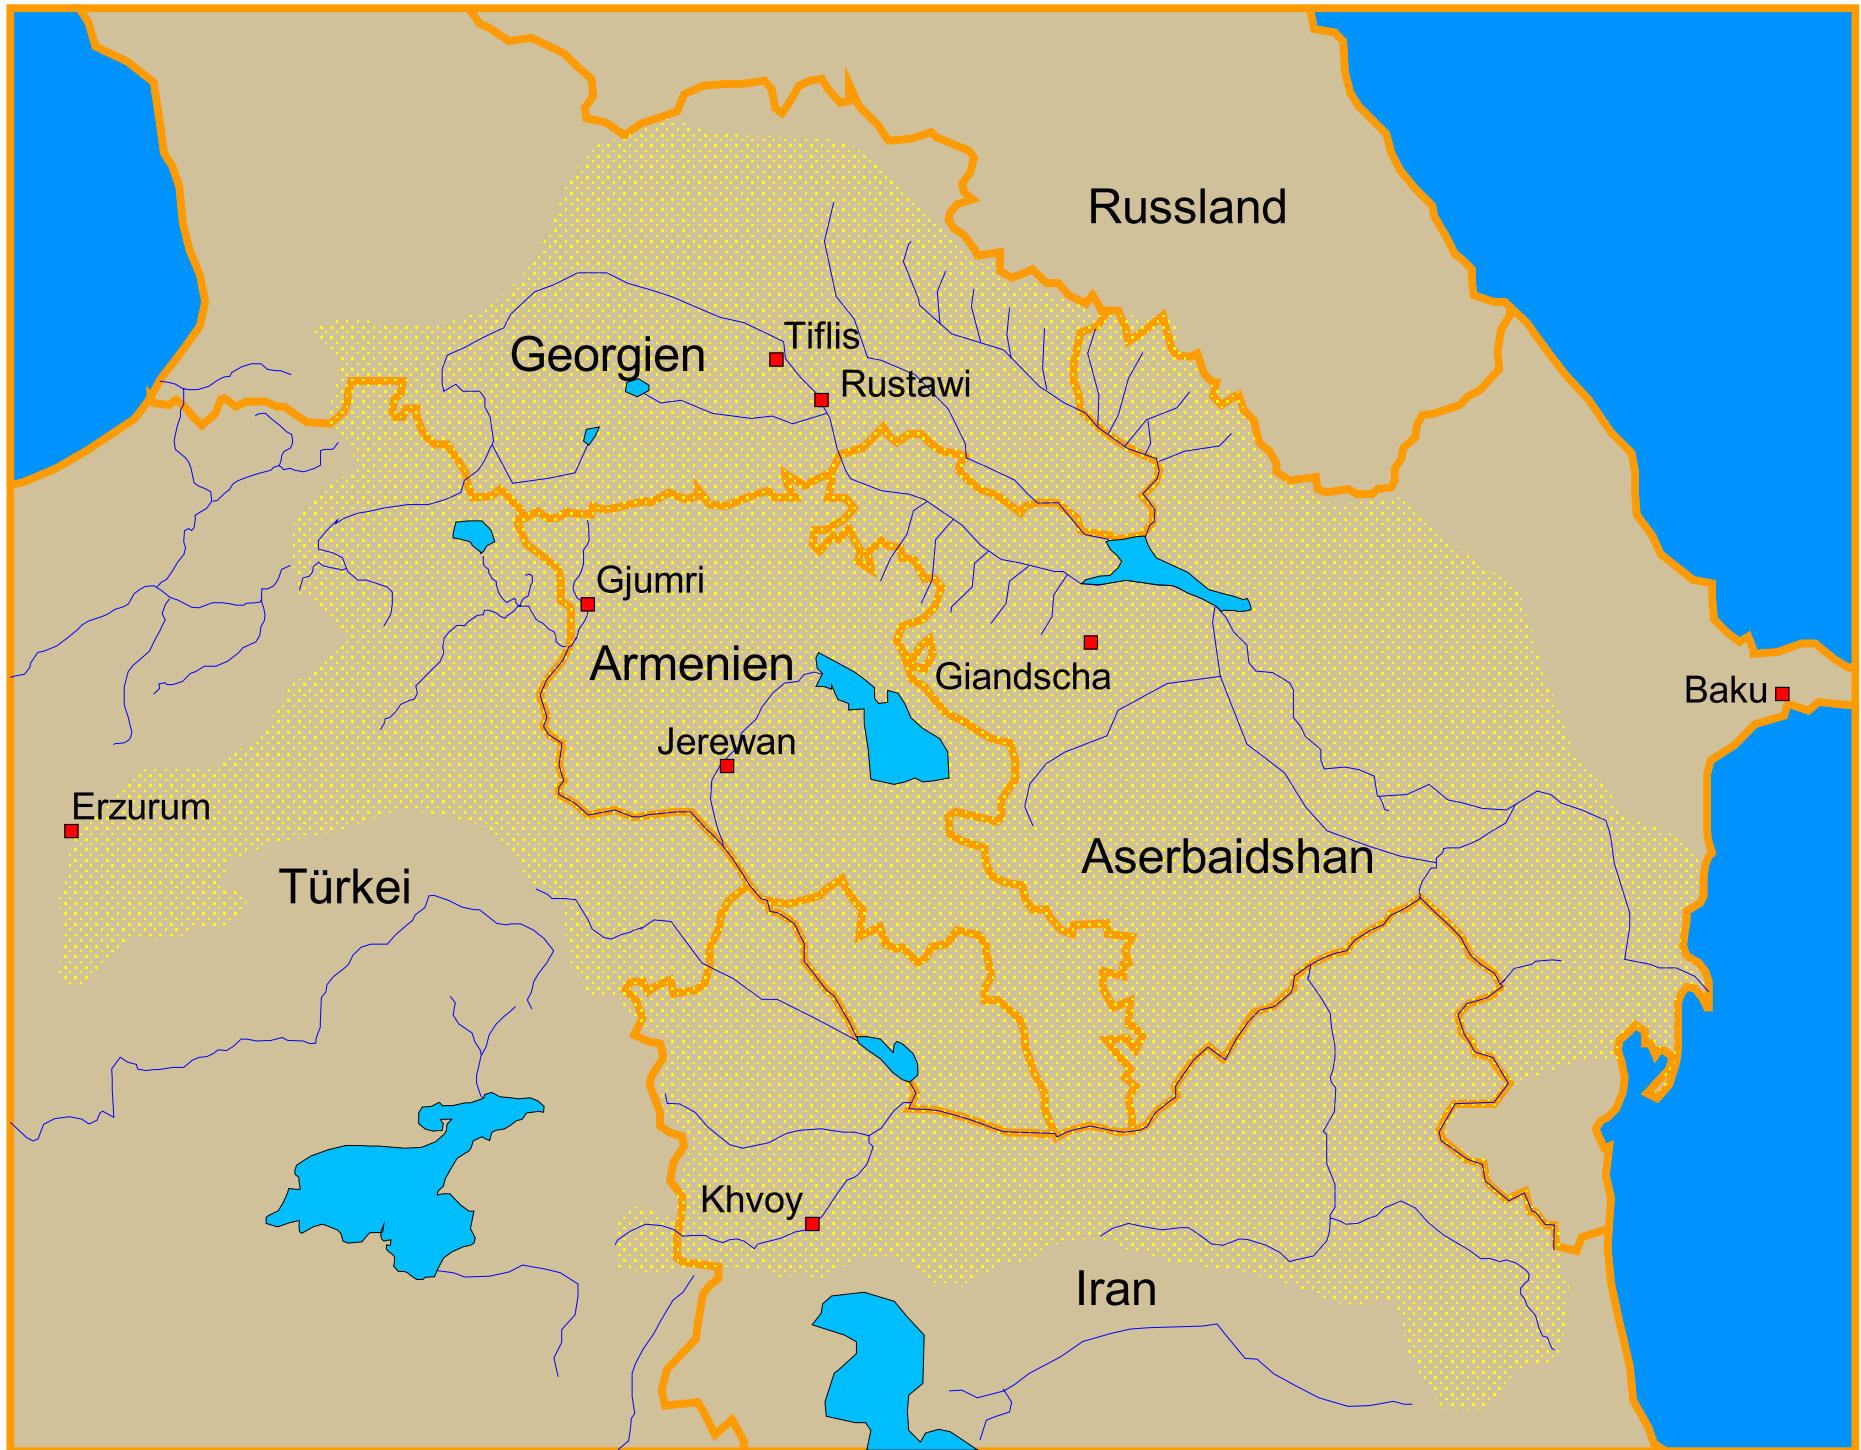 Russland
Tiflis
Georgien
Rustawi
Gjumri
Armenien
Giandscha
Baku
Jerewan
Erzurum
Aserbaidshan
Türkei
Khvoy
Iran